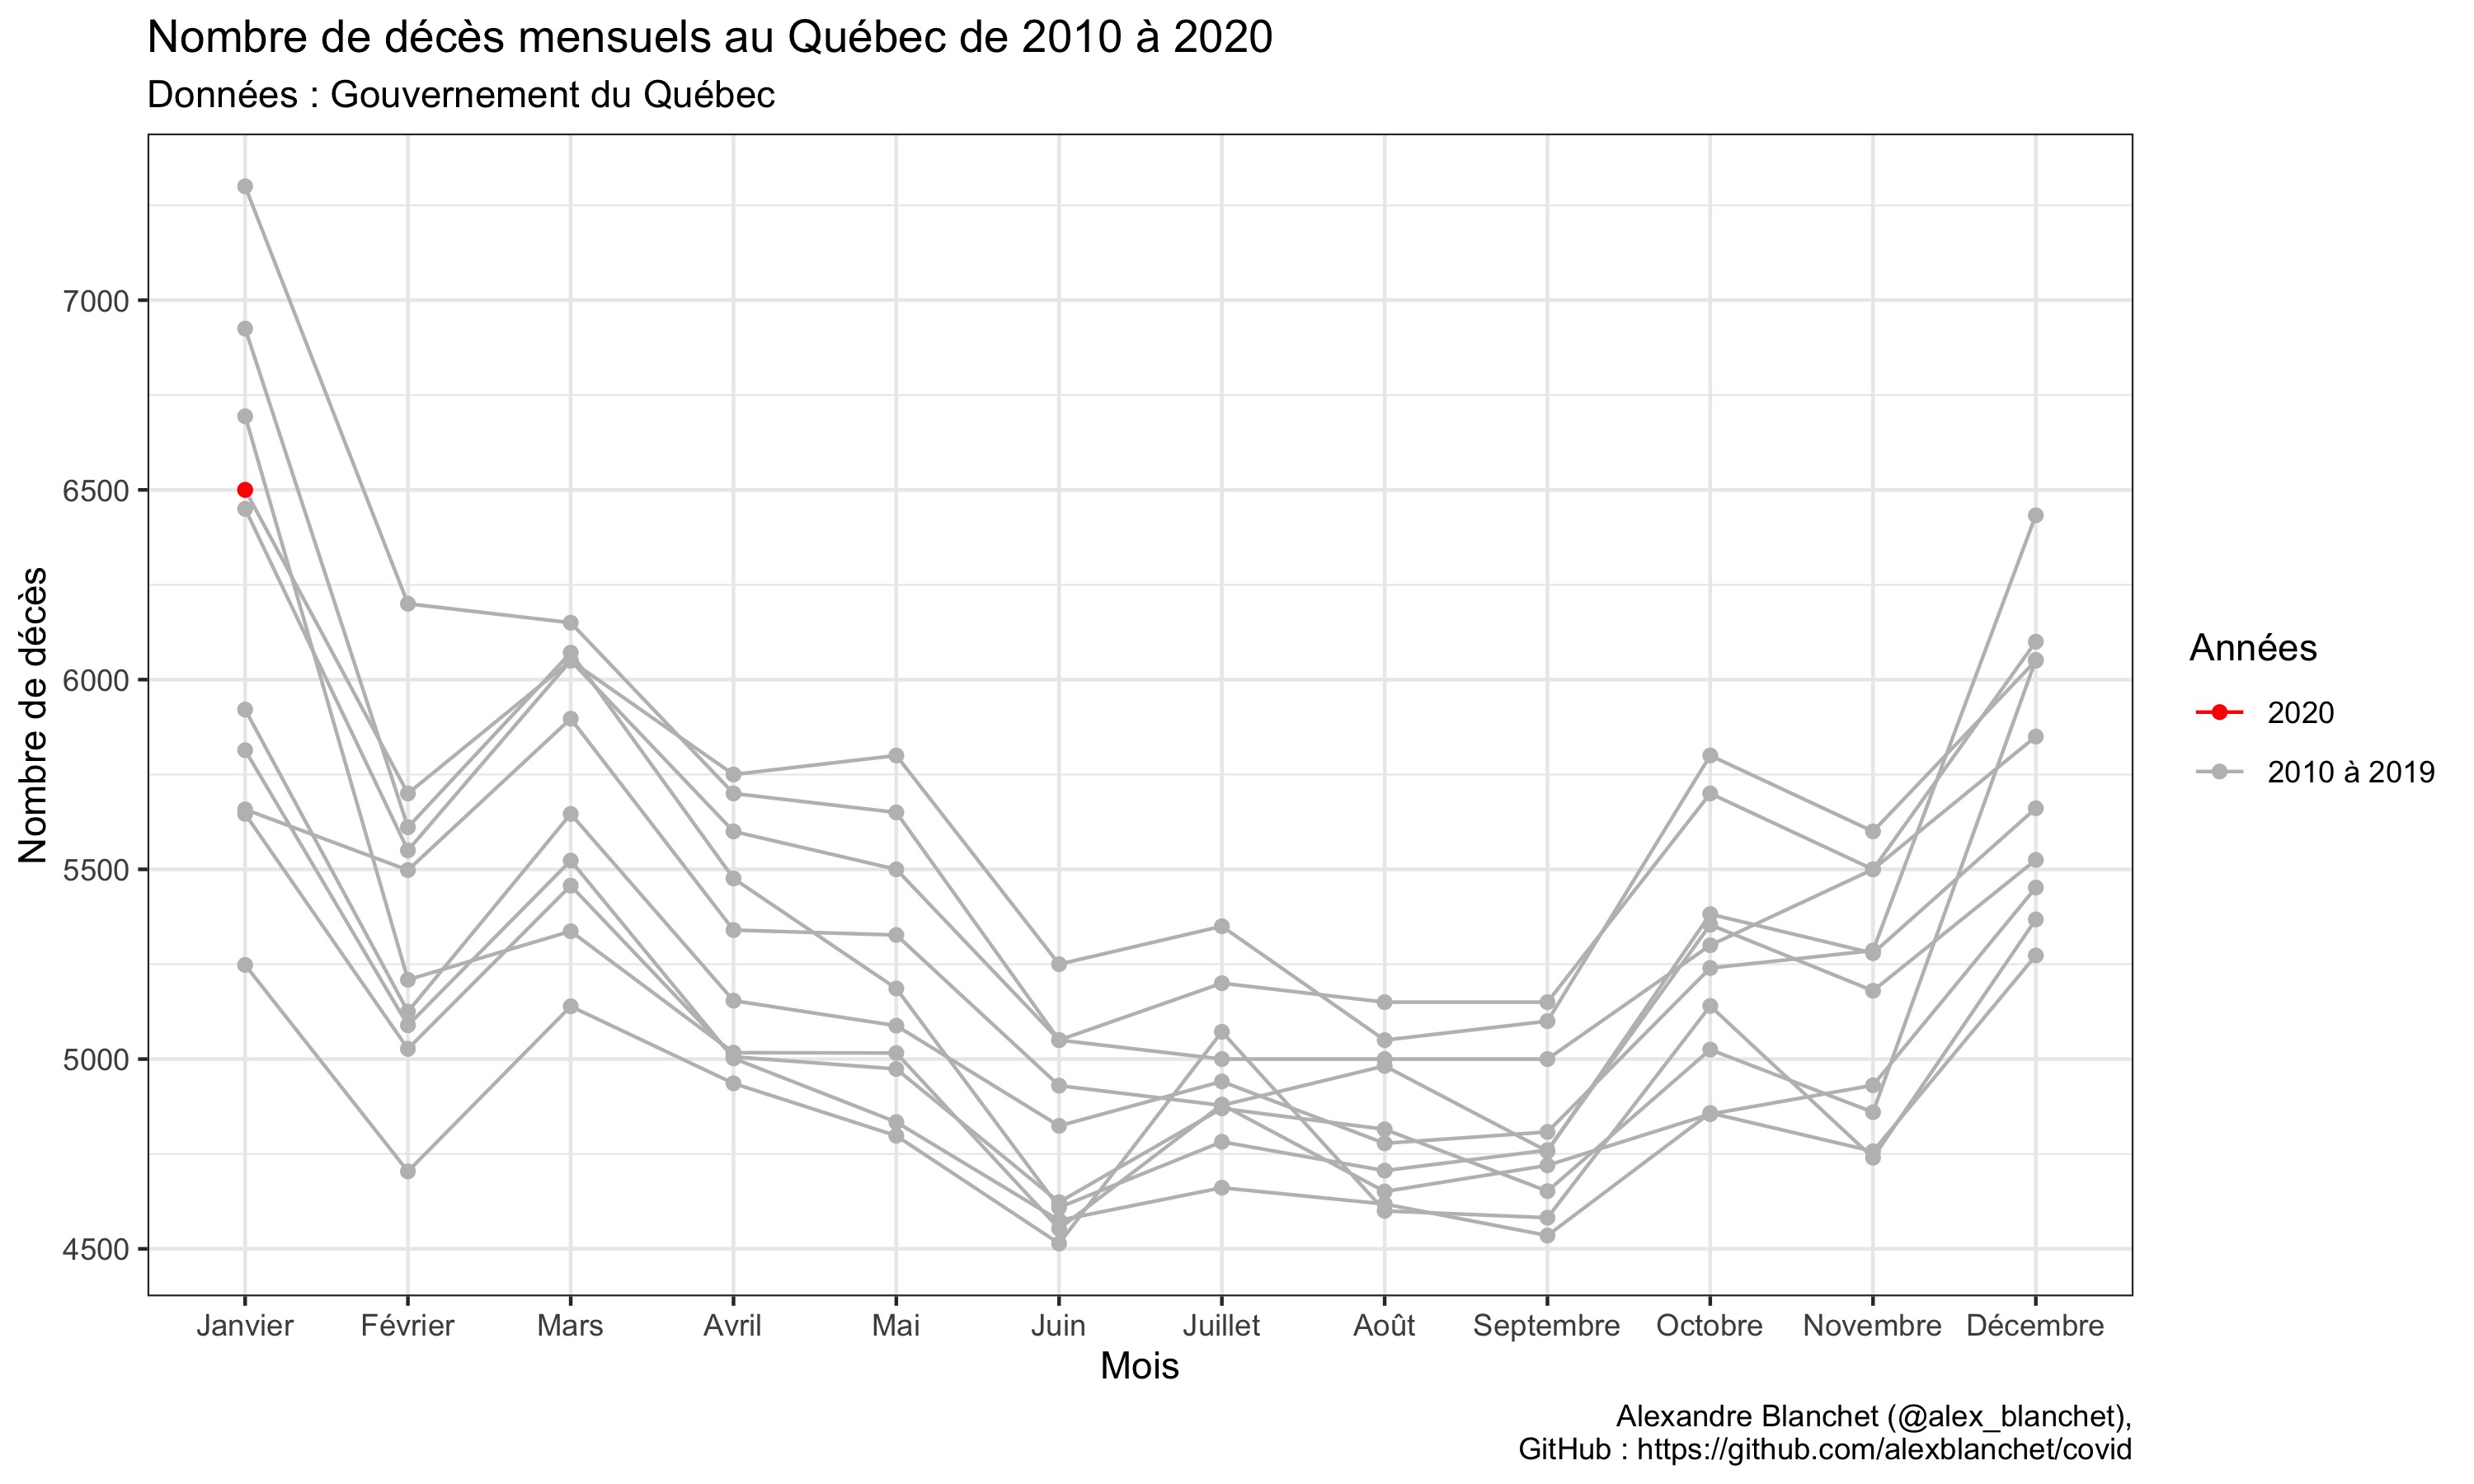 Nombre de décès mensuels au Québec de 2010 à 2020
Données : Gouvernement du Québec
Nombre de décès
7000
6500
6000
5500
5000
4500
Janvier Février Mars Avril Mai Juin Juillet Août Septembre Octobre Novembre Décembre
Mois
Années
2020
2010 à 2019
Alexandre Blanchet (@alex_blanchet),
GitHub : https://github.com/alexblanchet/covid